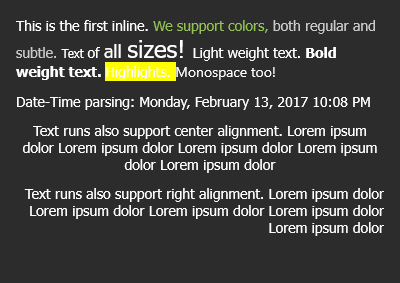 This is the first inline. We support colors, both regular and
subtle. Text of all sizes! Light weight text. Bold
weight text. Highlights. Monospace too!
Date-Time parsing: Monday, February 13, 2017 10:08 PM
Text runs also support center alignment. Lorem ipsum
dolor Lorem ipsum dolor Lorem ipsum dolor Lorem ipsum
dolor Lorem ipsum dolor
Text runs also support right alignment. Lorem ipsum dolor
Lorem ipsum dolor Lorem ipsum dolor Lorem ipsum dolor
Lorem ipsum dolor